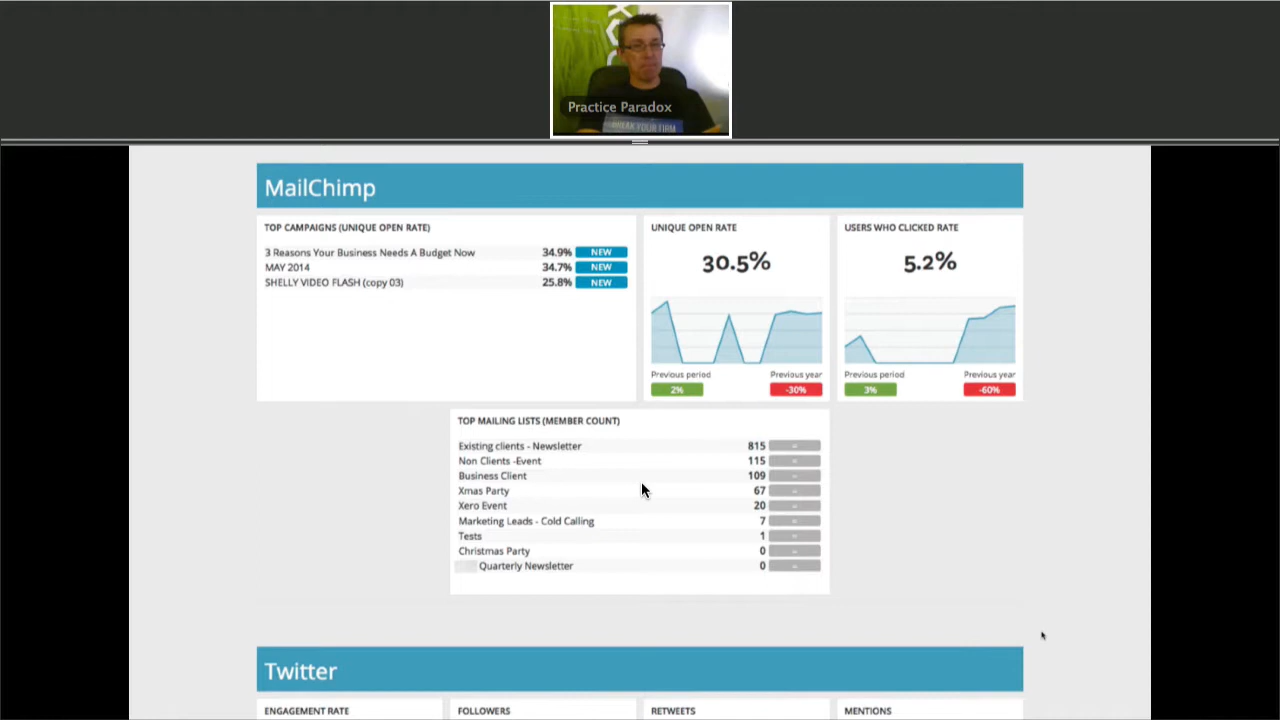 Practice Paradox
BREAK YOUR FIRM
MailChimp
TOP CAMPAIGNS (UNIQUE OPEN RATE)
3 Reasons Your Business Needs A Budget Now 34.9% NEW
MAY 2014 34.7% NEW
SHELLY VIDEO FLASH (copy 03) 25.8% NEW
UNIQUE OPEN RATE
30.5%
Previous period Previous year
2% -30%
USERS WHO CLICKED RATE
5.2%
Previous period Previous year
3% -60%
TOP MAILING LISTS (MEMBER COUNT)
Existing clients - Newsletter 815
Non Clients -Event 115
Business Client 109
Xmas Party 67
Xero Event 20
Marketing Leads - Cold Calling 7
Tests 1
Christmas Party 0
Quarterly Newsletter 0
Twitter
ENGAGEMENT RATE FOLLOWERS RETWEETS MENTIONS